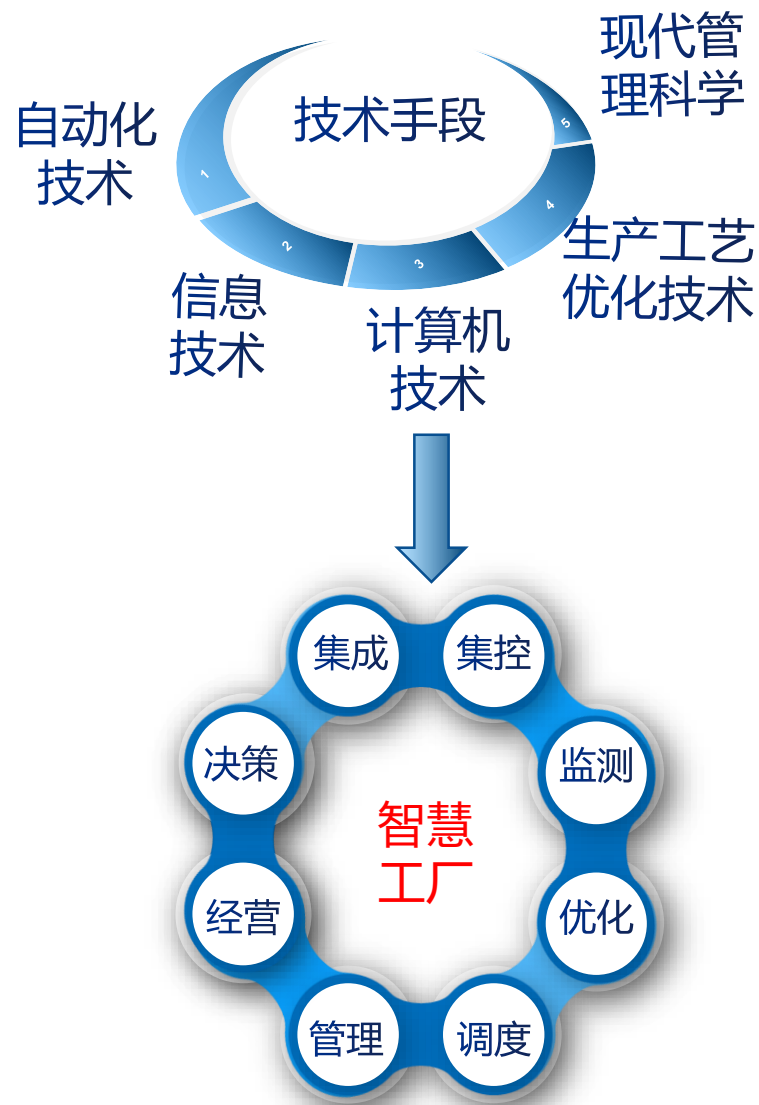 技术手段
自动化
技术
1
信息
技术
2
计算机
技术
3
生产工艺
优化技术
4
现代管
理科学
5
集成
集控
监测
优化
调度
管理
经营
决策
智慧
工厂